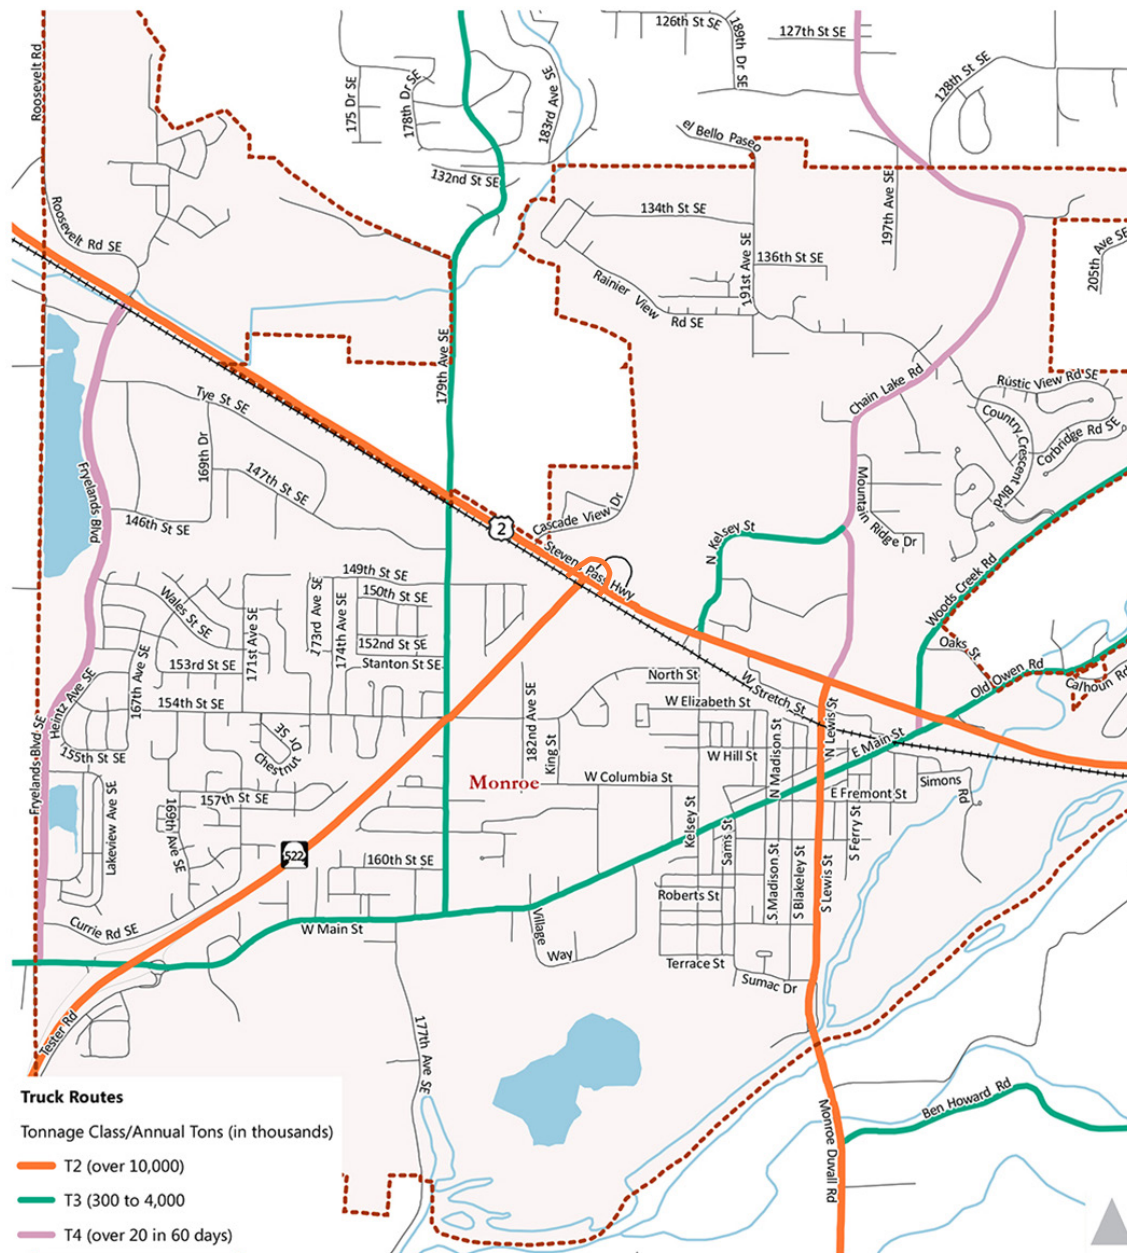 Roosevelt Rd
126th St SE
189th Dr SE
127th St SE
128th St SE
175 Dr SE
178th Dr SE
183rd Ave SE
el Bello Paseo
132nd St SE
197th Ave SE
134th St SE
Roosevelt Rd SE
191st Ave SE
136th St SE
205th Ave SE
Rainier View
Rd SE
179th Ave SE
Chain Lake Rd
Rustic View Rd SE
Country Crescent Blvd
Corbridge Rd SE
Tye St SE
169th Dr
147th St SE
Fryelands Blvd
146th St SE
Cascade View Dr
2
Stevens Pass Hwy
N Kelsey St
Mountain Ridge Dr
Woods Creek Rd
149th St SE
150th St SE
Wales St SE
171st Ave SE
173rd Ave SE
174th Ave SE
152nd St SE
Stanton St SE
153rd St SE
167th Ave SE
Heintz Ave SE
154th St SE
Oaks St
Old Owen Rd
Calhoun Rd
North St
W Stretch St
W Elizabeth St
182nd Ave SE
King St
N Lewis St
E Main St
N Madison St
W Hill St
Chestnut
Dr SE
155th St SE
Fryelands Blvd SE
Monroe
W Columbia St
Simons
Rd
E Fremont St
157th St SE
Lakeview Ave SE
169th Ave SE
Kelsey St
Sams St
S Ferry St
522
160th St SE
S Madison St
S Blakeley St
S Lewis St
Roberts St
Currie Rd SE
W Main St
Village
Way
Terrace St
Sumac Dr
Tester Rd
177th Ave SE
Ben Howard Rd
Monroe Duvall Rd
Truck Routes
Tonnage Class/Annual Tons (in thousands)
T2 (over 10,000)
T3 (300 to 4,000
T4 (over 20 in 60 days)